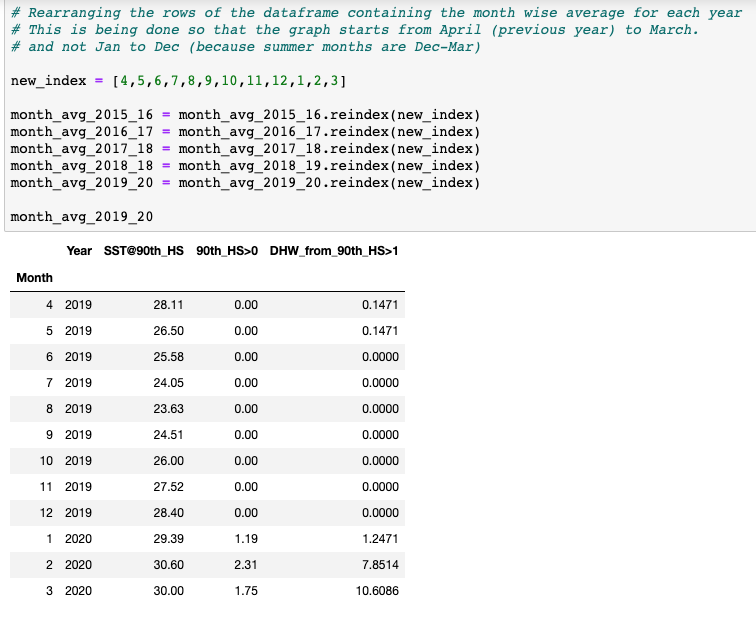 # Rearranging the rows of the dataframe containing the month wise average for each year
# This is being done so that the graph starts from April (previous year) to March.
# and not Jan to Dec (because summer months are Dec-Mar)
new_index = [4,5,6,7,8,9,10,11,12,1,2,3]
month_avg_2015_16 = month_avg_2015_16.reindex(new_index)
month_avg_2016_17 = month_avg_2016_17.reindex(new_index)
month_avg_2017_18 = month_avg_2017_18.reindex(new_index)
month_avg_2018_18 = month_avg_2018_19.reindex(new_index)
month_avg_2019_20 = month_avg_2019_20.reindex(new_index)
month_avg_2019_20
Year SST@90th_HS 90th_HS>0 DHW_from_90th_HS>1
Month
4 2019 28.11 0.00 0.1471
5 2019 26.50 0.00 0.1471
6 2019 25.58 0.00 0.0000
7 2019 24.05 0.00 0.0000
8 2019 23.63 0.00 0.0000
9 2019 24.51 0.00 0.0000
10 2019 26.00 0.00 0.0000
11 2019 27.52 0.00 0.0000
12 2019 28.40 0.00 0.0000
1 2020 29.39 1.19 1.2471
2 2020 30.60 2.31 7.8514
3 2020 30.00 1.75 10.6086